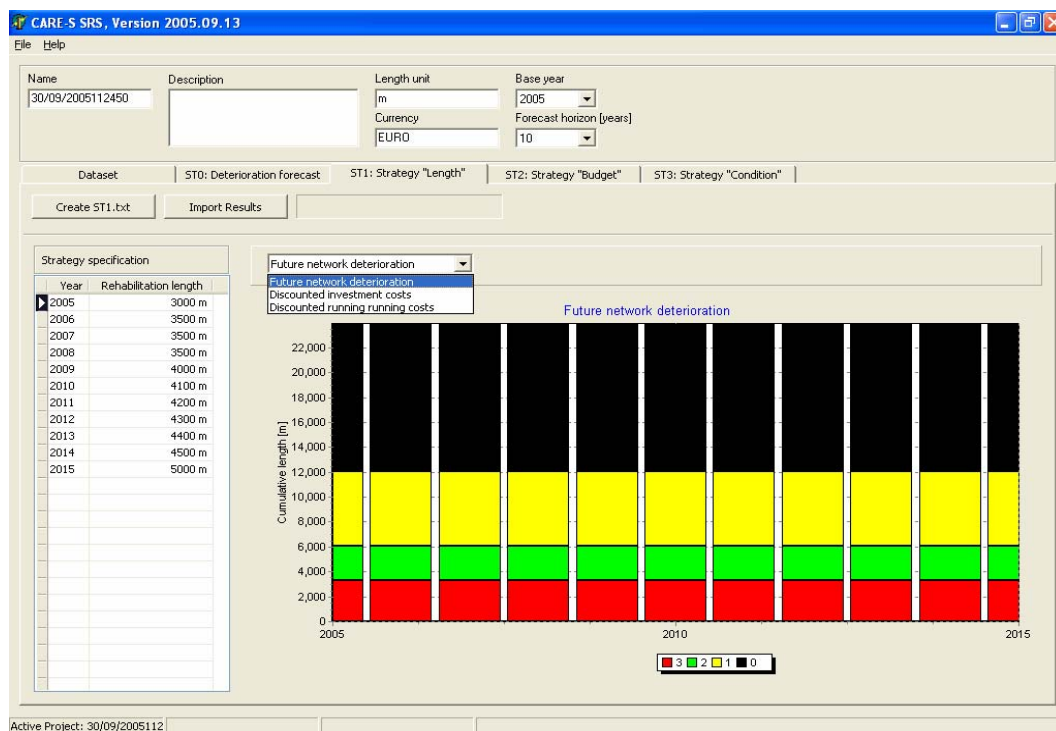 CARE-S SRS, Version 2005.09.13
File Help
Name
30/09/2005112450
Description
Length unit
m
Currency
EURO
Base year
2005
Forecast horizon [years]
10
Dataset
ST0: Deterioration forecast
ST1: Strategy "Length"
ST2: Strategy "Budget"
ST3: Strategy "Condition"
Create ST1.txt
Import Results
Strategy specification
Year Rehabilitation length
2005 3000 m
2006 3500 m
2007 3500 m
2008 3500 m
2009 4000 m
2010 4100 m
2011 4200 m
2012 4300 m
2013 4400 m
2014 4500 m
2015 5000 m
Future network deterioration
Future network deterioration
Discounted investment costs
Discounted running running costs
Future network deterioration
Cumulative length [m]
22,000
20,000
18,000
16,000
14,000
12,000
10,000
8,000
6,000
4,000
2,000
0
2005 2010 2015
3 2 1 0
Active Project: 30/09/2005112